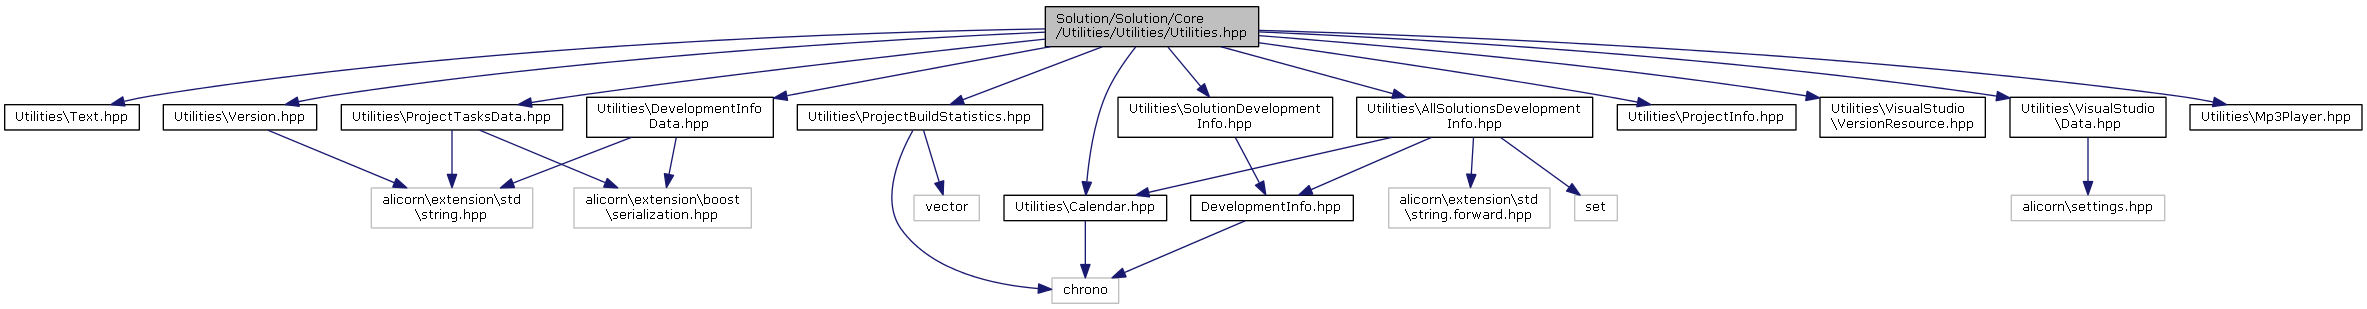 Solution/Solution/Core
/Utilities/Utilities/Utilities.hpp
Utilities\Text.hpp
Utilities\Version.hpp
Utilities\ProjectTasksData.hpp
Utilities\DevelopmentInfo
Data.hpp
Utilities\ProjectBuildStatistics.hpp
Utilities\SolutionDevelopment
Info.hpp
Utilities\AllSolutionsDevelopment
Info.hpp
Utilities\ProjectInfo.hpp
Utilities\VisualStudio
\VersionResource.hpp
Utilities\VisualStudio
\Data.hpp
Utilities\Mp3Player.hpp
alicorn\extension\std
\string.hpp
alicorn\extension\boost
\serialization.hpp
vector
Utilities\Calendar.hpp
DevelopmentInfo.hpp
alicorn\extension\std
\string.forward.hpp
set
alicorn\settings.hpp
chrono